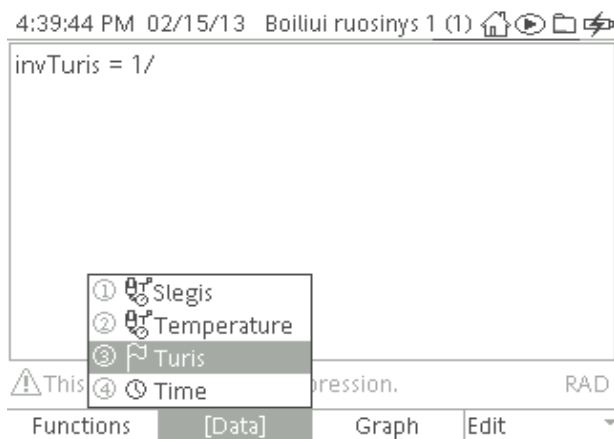 4:39:44 PM 02/15/13 Boiliui ruosinys 1 (1)
invTuris = 1/
① Slegis
② Temperature
③ Turis
④ Time
This pression. RAD
Functions [Data] Graph Edit